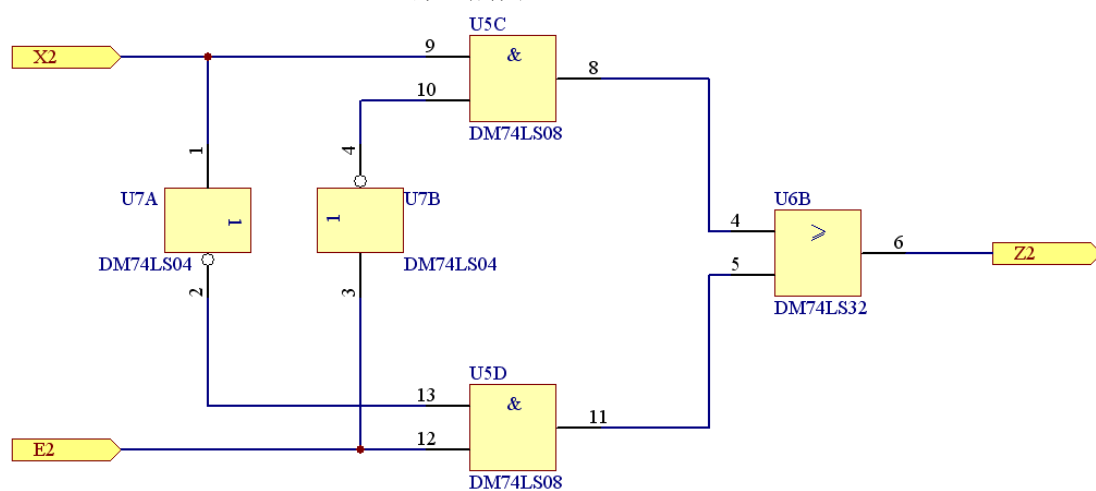 U5C
X2
9
&
8
10
DM74LS08
1
4
U7A
1
1
U7B
U6B
4
≥
6
Z2
DM74LS04
DM74LS04
5
2
3
DM74LS32
U5D
13
&
11
E2
12
DM74LS08